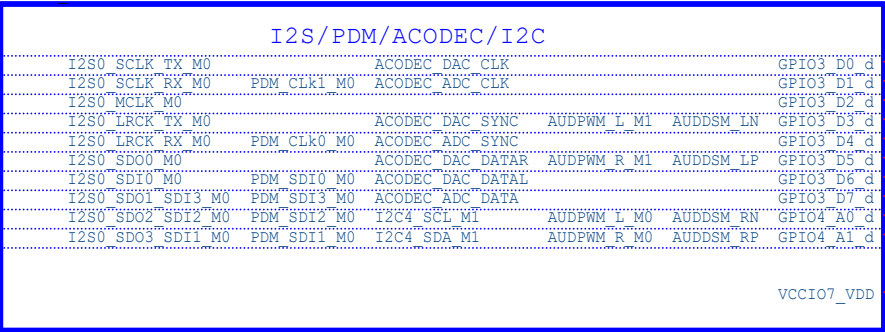 I2S/PDM/ACODEC/I2C
I2S0_SCLK_TX_M0 ACODEC_DAC_CLK GPIO3_D0_d
I2S0_SCLK_RX_M0 PDM_CLk1_M0 ACODEC_ADC_CLK GPIO3_D1_d
I2S0_MCLK_M0 GPIO3_D2_d
I2S0_LRCK_TX_M0 ACODEC_DAC_SYNC AUDPWM_L_M1 AUDDSM_LN GPIO3_D3_d
I2S0_LRCK_RX_M0 PDM_CLk0_M0 ACODEC_ADC_SYNC GPIO3_D4_d
I2S0_SDO0_M0 ACODEC_DAC_DATAR AUDPWM_R_M1 AUDDSM_LP GPIO3_D5_d
I2S0_SDI0_M0 PDM_SDI0_M0 ACODEC_DAC_DATAL GPIO3_D6_d
I2S0_SDO1_SDI3_M0 PDM_SDI3_M0 ACODEC_ADC_DATA GPIO3_D7_d
I2S0_SDO2_SDI2_M0 PDM_SDI2_M0 I2C4_SCL_M1 AUDPWM_L_M0 AUDDSM_RN GPIO4_A0_d
I2S0_SDO3_SDI1_M0 PDM_SDI1_M0 I2C4_SDA_M1 AUDPWM_R_M0 AUDDSM_RP GPIO4_A1_d
VCCIO7_VDD